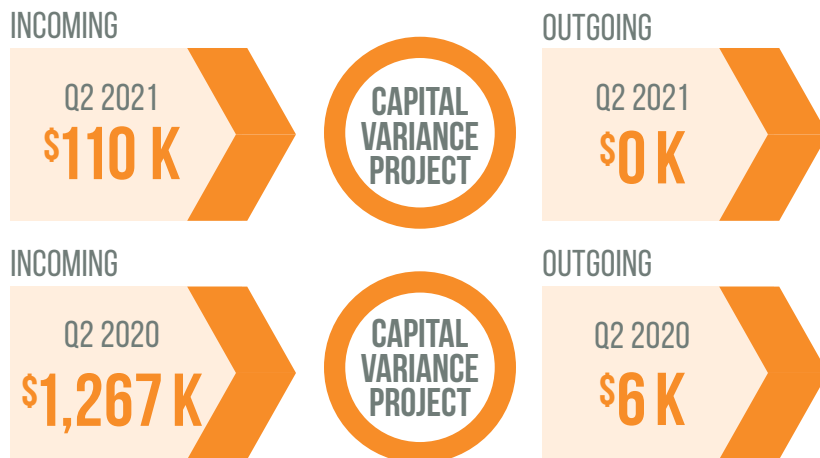 INCOMING
Q2 2021
$110 K
CAPITAL
VARIANCE
PROJECT
OUTGOING
Q2 2021
$0 K
INCOMING
Q2 2020
$1,267 K
CAPITAL
VARIANCE
PROJECT
OUTGOING
Q2 2020
$6 K